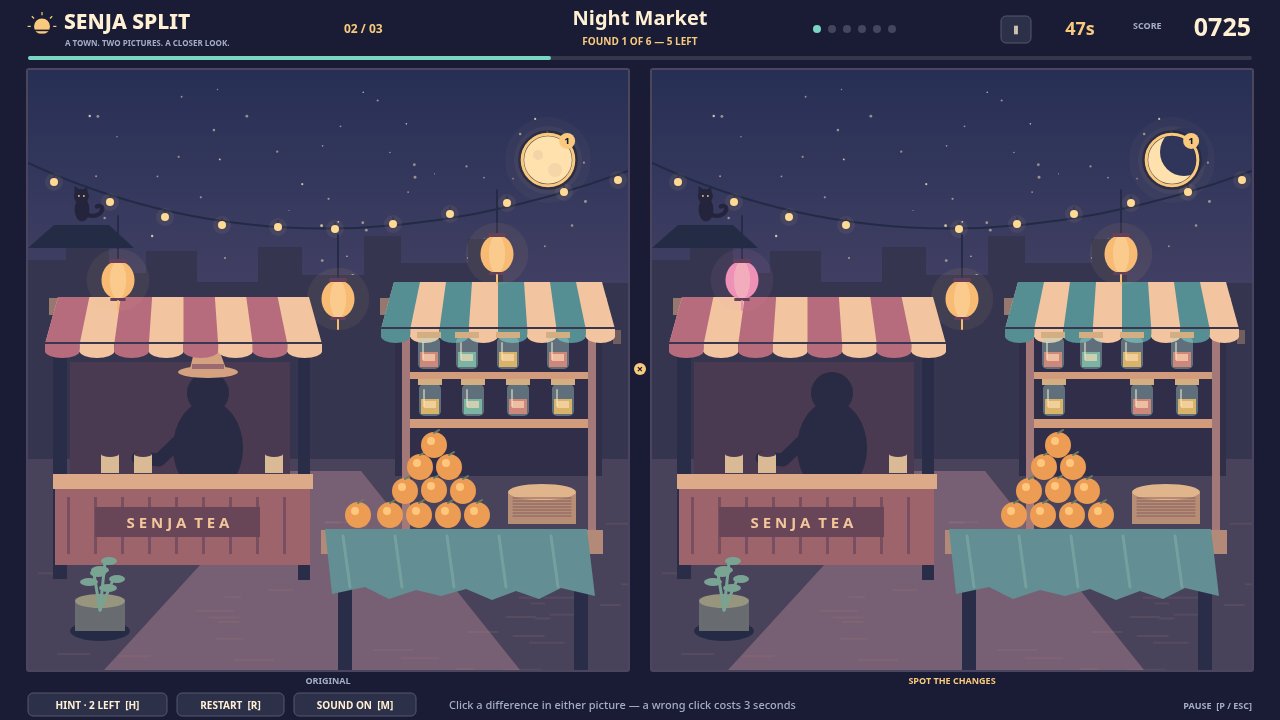 SENJA SPLIT
A TOWN. TWO PICTURES. A CLOSER LOOK.
02 / 03
Night Market
FOUND 1 OF 6 — 5 LEFT
47s
SCORE
0725
1
1
SENJA TEA
SENJA TEA
ORIGINAL
SPOT THE CHANGES
HINT · 2 LEFT [H]
RESTART [R]
SOUND ON [M]
Click a difference in either picture — a wrong click costs 3 seconds
PAUSE [P / ESC]